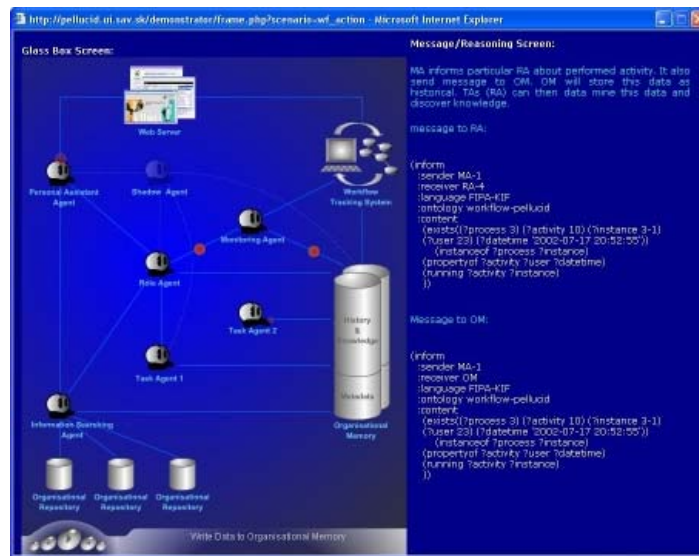 http://pellucid.ui.sav.sk/demonstrator/frame.php?scenario=wf_action - Microsoft Internet Explorer
Glass Box Screen:
Web Server
Personal Assistant
Agent
Shadow Agent
Workflow
Tracking System
Monitoring Agent
Role Agent
Task Agent 2
History
&
Knowledge
Task Agent 1
Metadata
Information Searching
Agent
Organisational
Memory
Organisational
Repository
Organisational
Repository
Organisational
Repository
Write Data to Organisational Memory
Message/Reasoning Screen:
MA informs particular RA about performed activity. It also
send message to OM. OM will store this data as
historical. TAs (RA) can then data mine this data and
discover knowledge.
message to RA:
(inform
:sender MA-1
:receiver RA-4
:language FIPA-KIF
:ontology workflow-pellucid
:content
(exists((?process 3) (?activity 10) (?instance 3-1)
(?user 23) (?datetime '2002-07-17 20:52:55'))
(instanceof ?process ?instance)
(propertyof ?activity ?user ?datetime)
(running ?activity ?instance)
))
Message to OM:
(inform
:sender MA-1
:receiver OM
:language FIPA-KIF
:ontology workflow-pellucid
:content
(exists((?process 3) (?activity 10) (?instance 3-1)
(?user 23) (?datetime '2002-07-17 20:52:55'))
(instanceof ?process ?instance)
(propertyof ?activity ?user ?datetime)
(running ?activity ?instance)
))